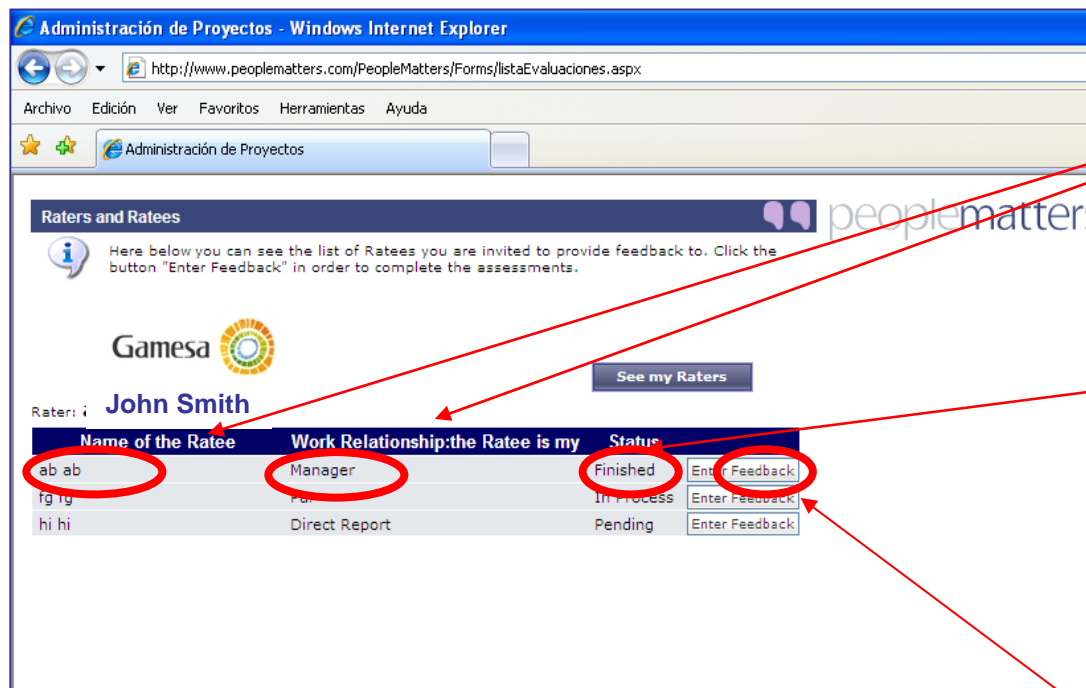 Administración de Proyectos - Windows Internet Explorer
http://www.peoplematters.com/PeopleMatters/Forms/listaEvaluaciones.aspx
Archivo Edición Ver Favoritos Herramientas Ayuda
Administración de Proyectos
Raters and Ratees
peoplematters
Here below you can see the list of Ratees you are invited to provide feedback to. Click the
button "Enter Feedback" in order to complete the assessments.
Gamesa
See my Raters
Rater: John Smith
Name of the Ratee Work Relationship:the Ratee is my Status
ab ab Manager Finished Enter Feedback
fg fg In Process Enter Feedback
hi hi Direct Report Pending Enter Feedback